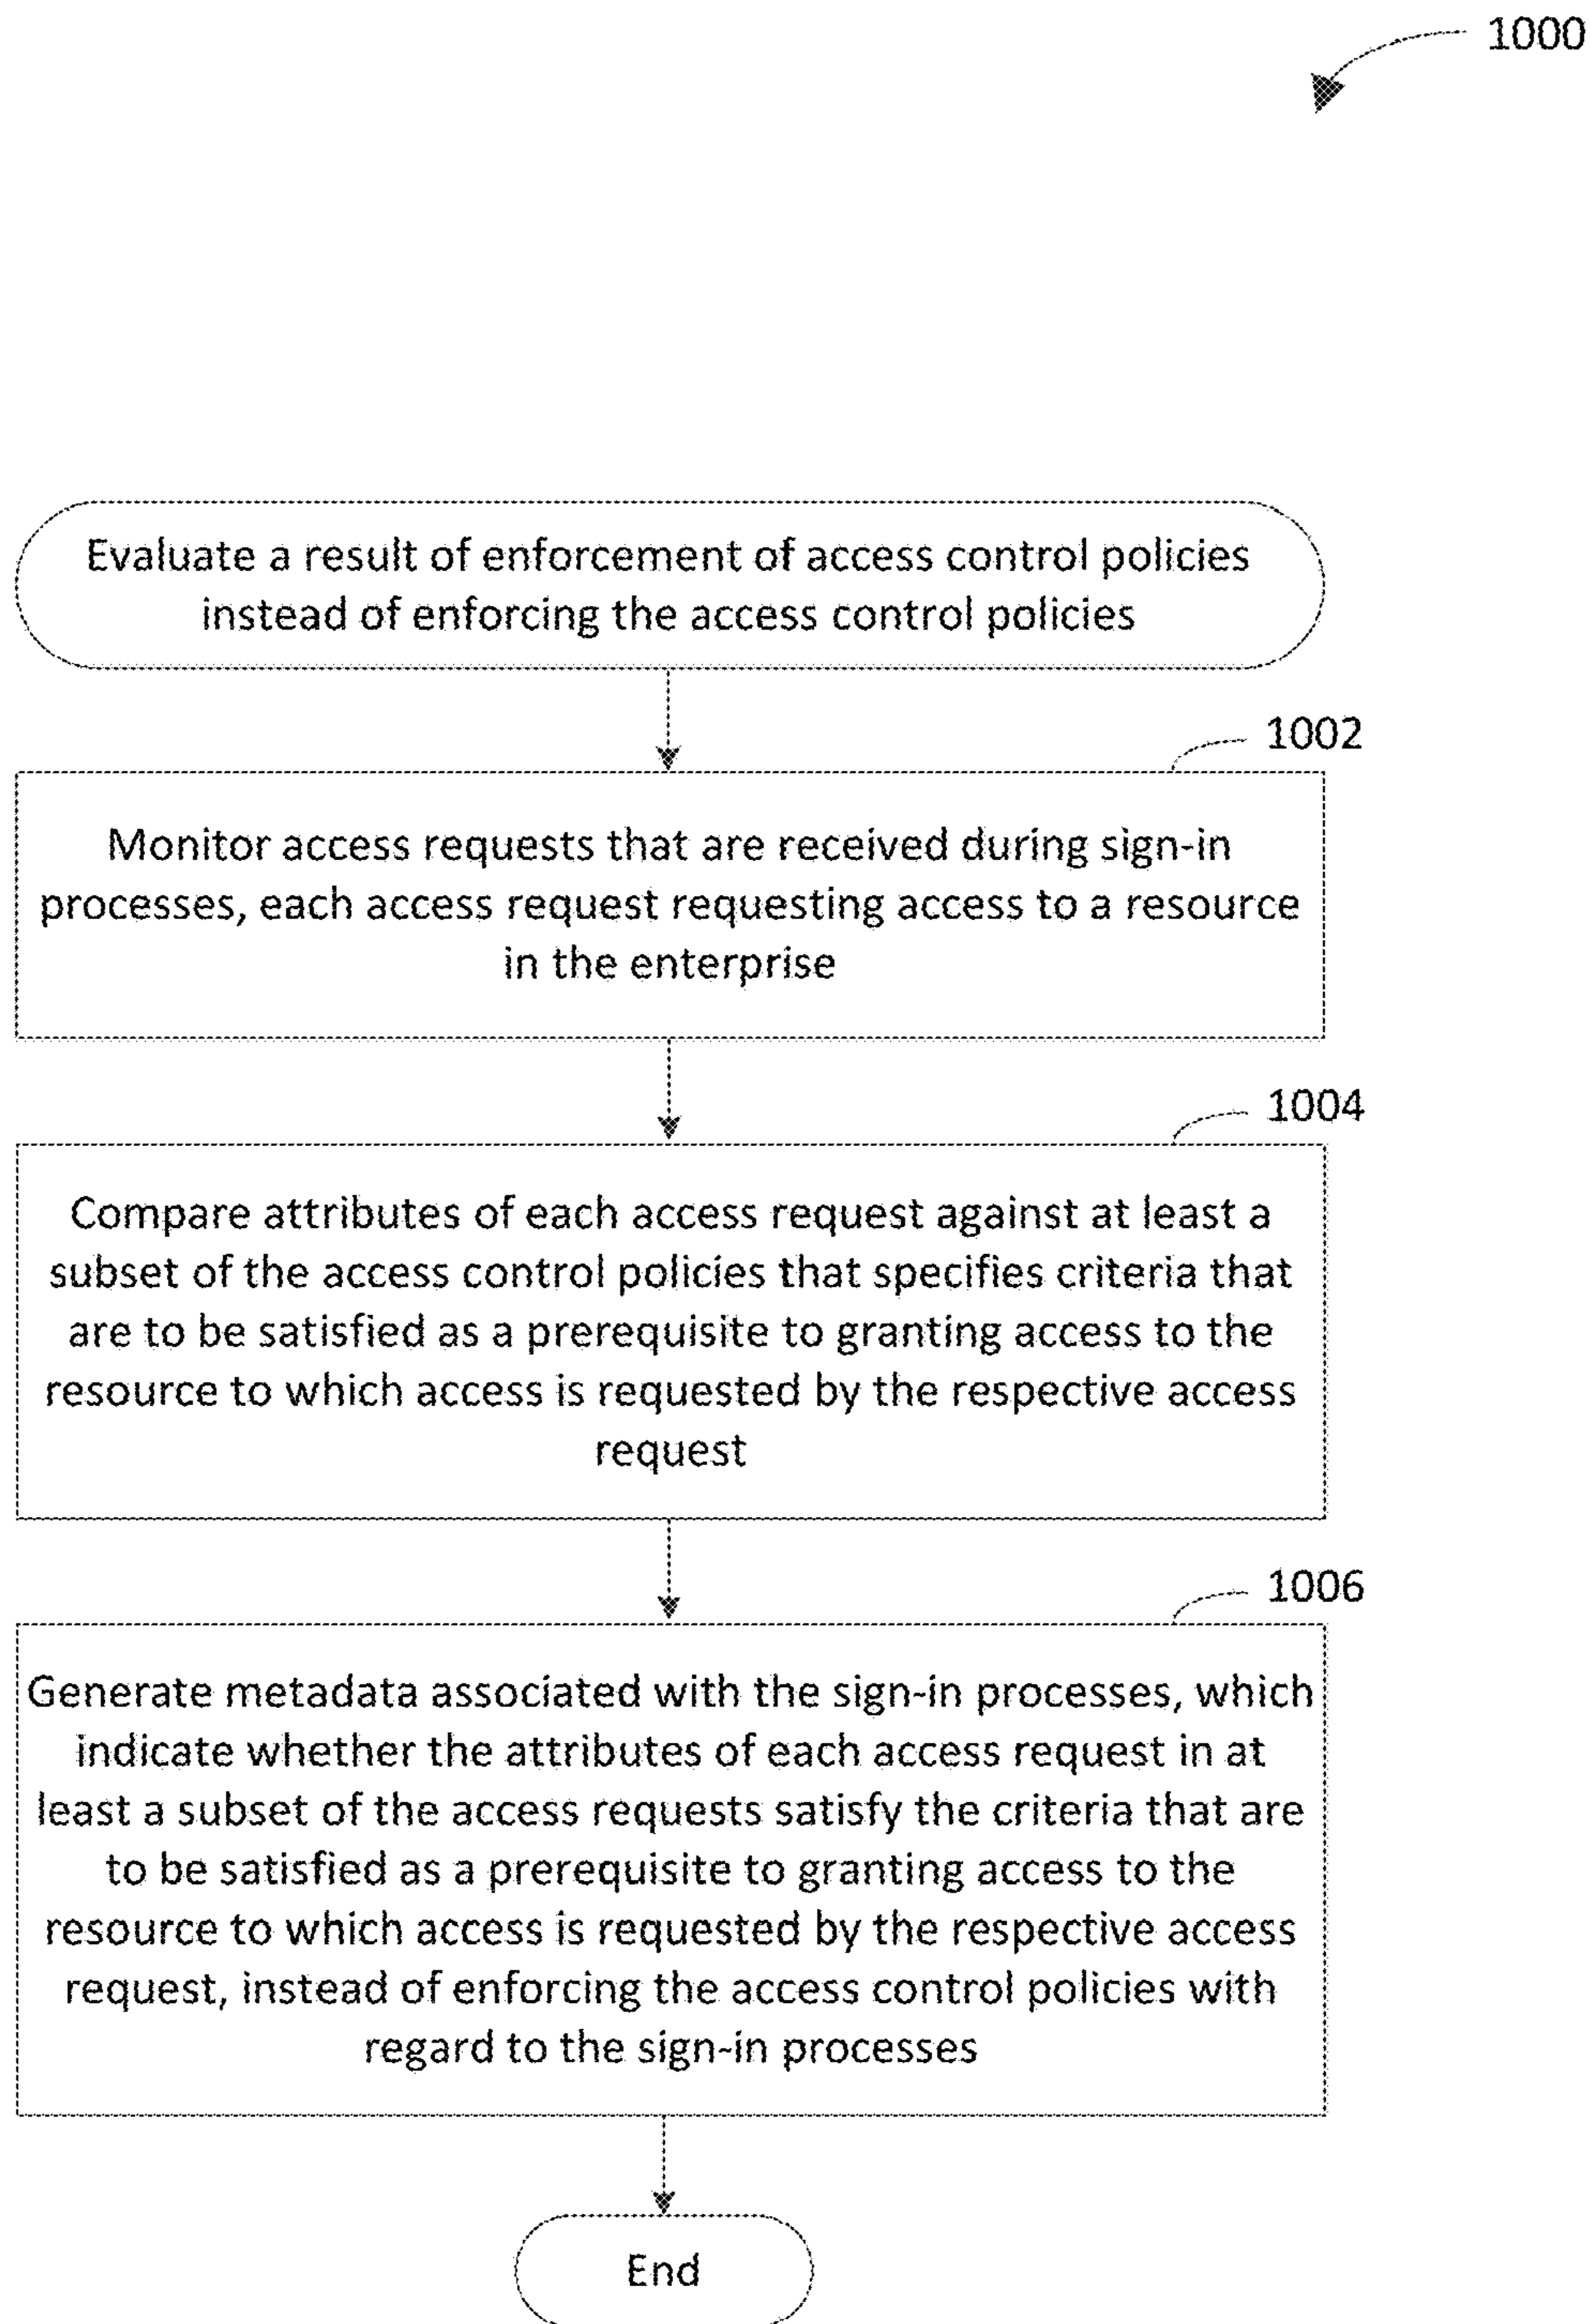 1000
Evaluate a result of enforcement of access control policies
instead of enforcing the access control policies
1002
Monitor access requests that are received during sign-in
processes, each access request requesting access to a resource
in the enterprise
1004
Compare attributes of each access request against at least a
subset of the access control policies that specifies criteria that
are to be satisfied as a prerequisite to granting access to the
resource to which access is requested by the respective access
request
1006
Generate metadata associated with the sign-in processes, which
indicate whether the attributes of each access request in at
least a subset of the access requests satisfy the criteria that are
to be satisfied as a prerequisite to granting access to the
resource to which access is requested by the respective access
request, instead of enforcing the access control policies with
regard to the sign-in processes
End